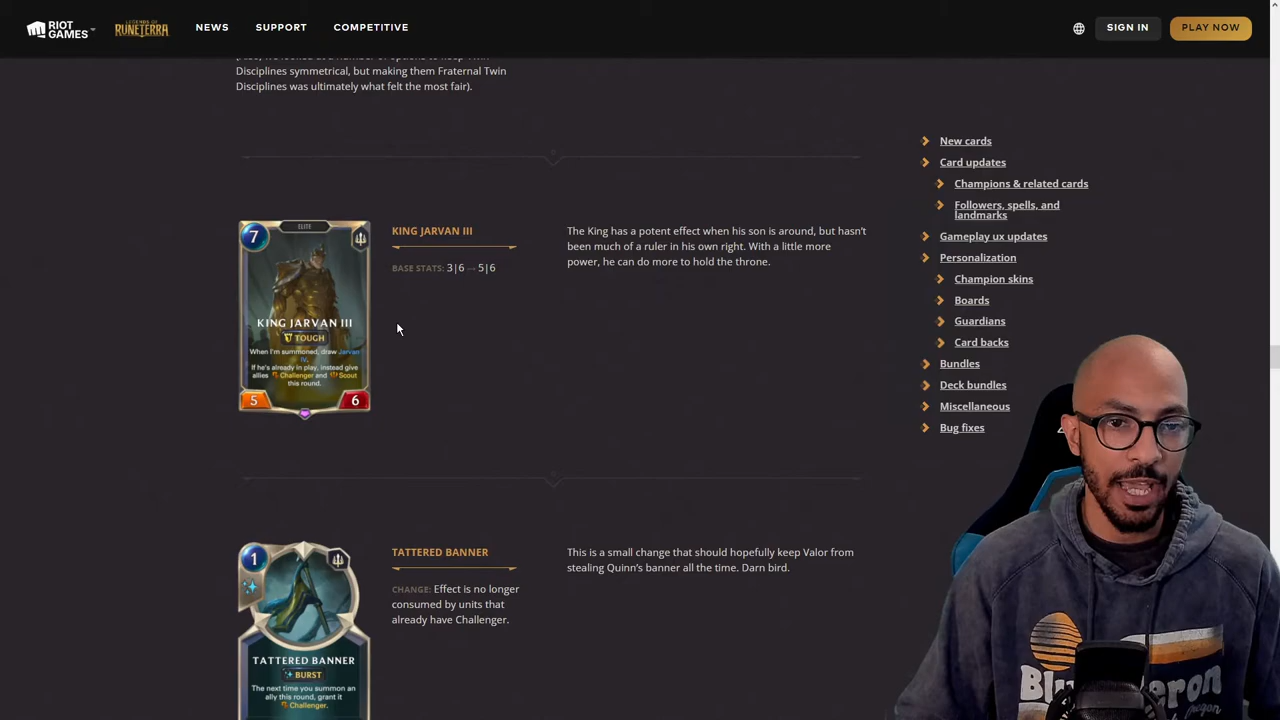 RIOT GAMES
LEGENDS OF RUNETERRA
NEWS
SUPPORT
COMPETITIVE
SIGN IN
PLAY NOW
Disciplines symmetrical, but making them Fraternal Twin
Disciplines was ultimately what felt the most fair).
7
ELITE
KING JARVAN III
TOUGH
When I'm summoned, draw Jarvan
IV.
If he's already in play, instead give
allies Challenger and Scout
this round.
5
6
KING JARVAN III
BASE STATS: 3|6 → 5|6
The King has a potent effect when his son is around, but hasn't
been much of a ruler in his own right. With a little more
power, he can do more to hold the throne.
1
TATTERED BANNER
BURST
The next time you summon an
ally this round, grant it
Challenger.
TATTERED BANNER
CHANGE: Effect is no longer
consumed by units that
already have Challenger.
This is a small change that should hopefully keep Valor from
stealing Quinn's banner all the time. Darn bird.
New cards
Card updates
Champions & related cards
Followers, spells, and
landmarks
Gameplay ux updates
Personalization
Champion skins
Boards
Guardians
Card backs
Bundles
Deck bundles
Miscellaneous
Bug fixes